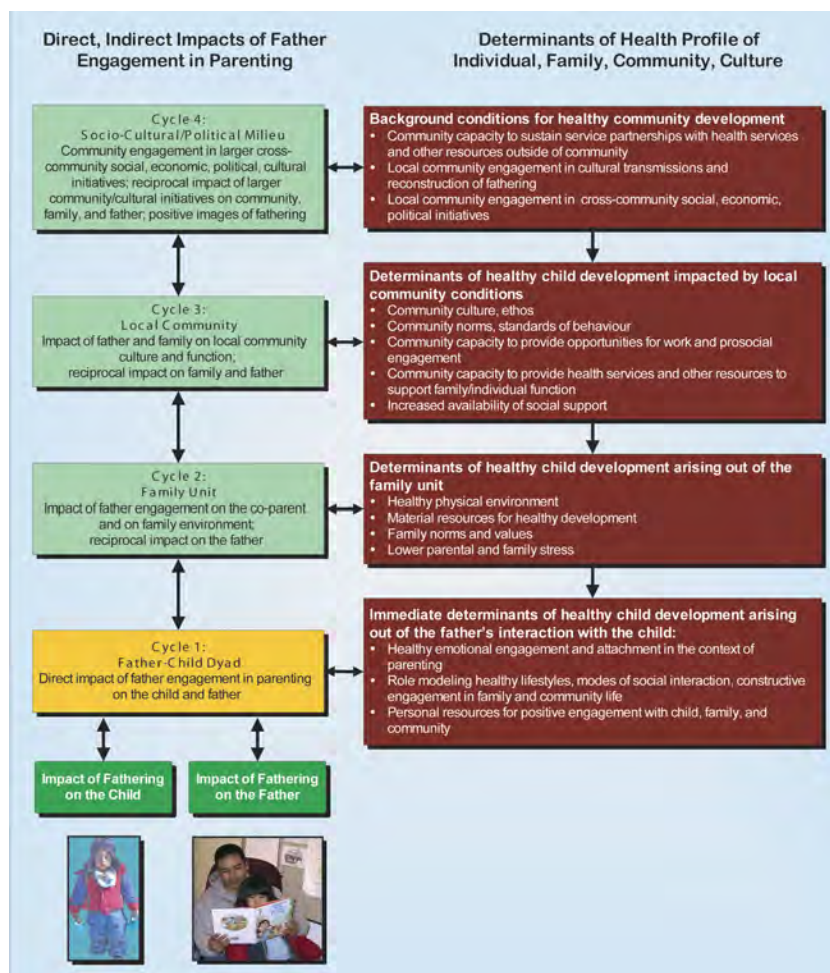 Direct, Indirect Impacts of Father
Engagement in Parenting
Determinants of Health Profile of
Individual, Family, Community, Culture
Cycle 4:
Socio-Cultural/Political Milieu
Community engagement in larger cross-
community social, economic, political, cultural
initiatives; reciprocal impact of larger
community/cultural initiatives on community,
family, and father; positive images of fathering
Background conditions for healthy community development
• Community capacity to sustain service partnerships with health services
and other resources outside of community
• Local community engagement in cultural transmissions and
reconstruction of fathering
• Local community engagement in cross-community social, economic,
political initiatives
Cycle 3:
Local Community
Impact of father and family on local community
culture and function;
reciprocal impact on family and father
Determinants of healthy child development impacted by local
community conditions
• Community culture, ethos
• Community norms, standards of behaviour
• Community capacity to provide opportunities for work and prosocial
engagement
• Community capacity to provide health services and other resources to
support family/individual function
• Increased availability of social support
Cycle 2:
Family Unit
Impact of father engagement on the co-parent
and on family environment;
reciprocal impact on the father
Determinants of healthy child development arising out of the
family unit
• Healthy physical environment
• Material resources for healthy development
• Family norms and values
• Lower parental and family stress
Cycle 1:
Father-Child Dyad
Direct impact of father engagement in parenting
on the child and father
Immediate determinants of healthy child development arising
out of the father's interaction with the child:
• Healthy emotional engagement and attachment in the context of
parenting
• Role modeling healthy lifestyles, modes of social interaction, constructive
engagement in family and community life
• Personal resources for positive engagement with child, family, and
community
Impact of Fathering
on the Child
Impact of Fathering
on the Father